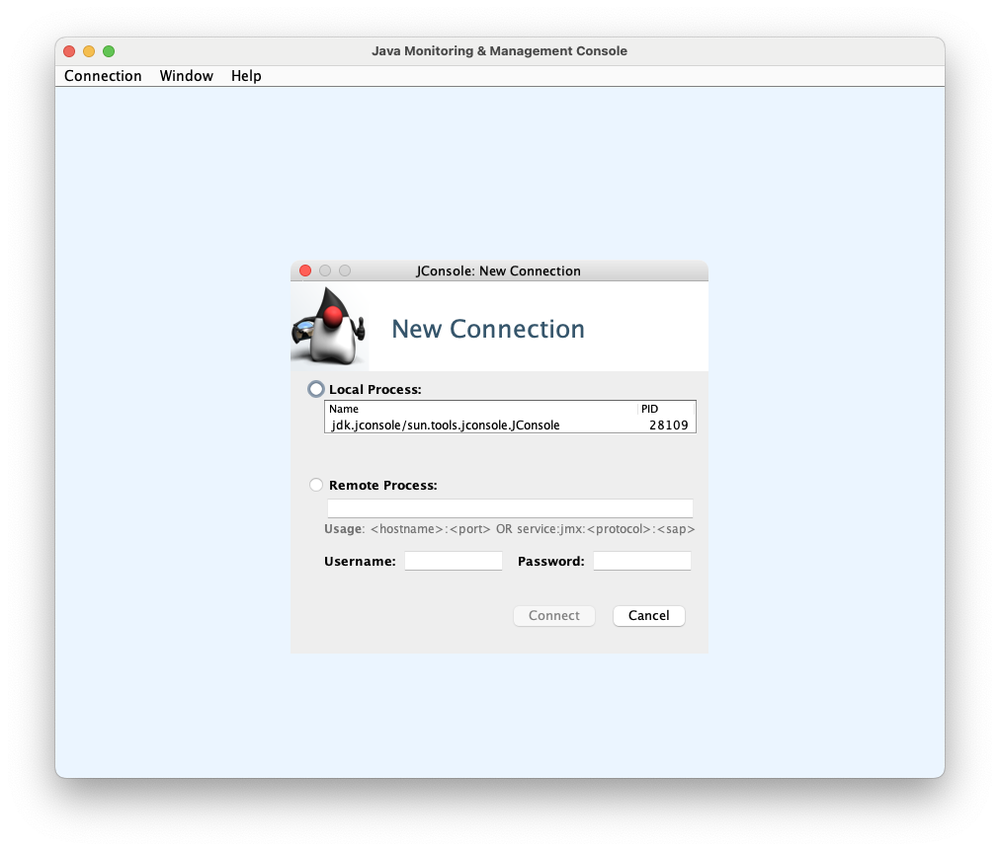 Java Monitoring & Management Console
Connection Window Help
JConsole: New Connection
New Connection
Local Process:
Name PID
jdk.jconsole/sun.tools.jconsole.JConsole 28109
Remote Process:
Usage: <hostname>:<port> OR service:jmx:<protocol>:<sap>
Username: Password:
Connect Cancel